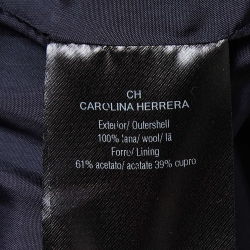 CH
CAROLINA HERRERA
Exterior/ Outershell
100% lana/ wool/ lã
Forro/ Lining
61% acetato/ acetate 39% cupro